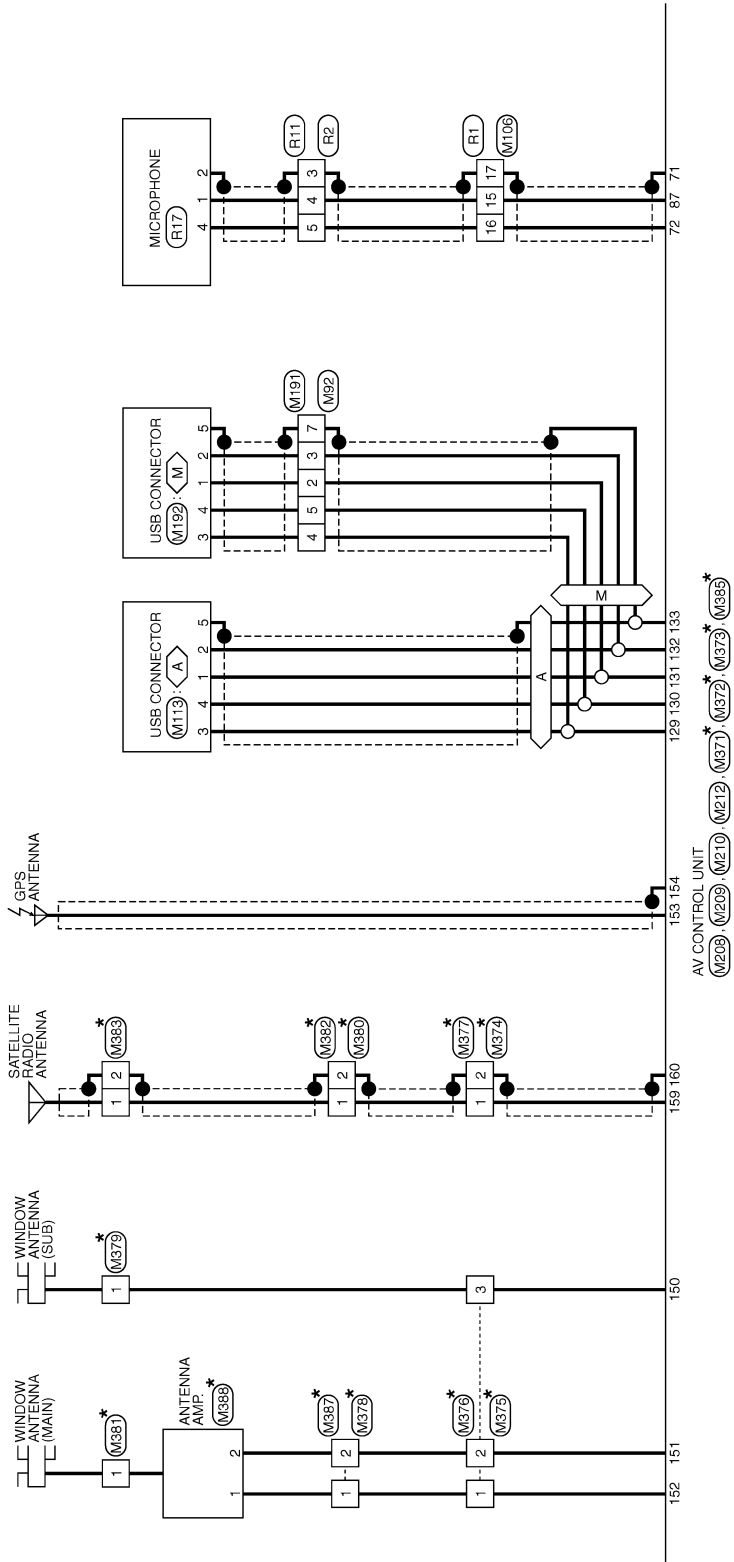 WINDOW
ANTENNA
(MAIN)
1
M381 *
ANTENNA
AMP. *
M388
1
2
M387 *
M378 *
1
2
M376 *
M375 *
1
2
3
152
151
WINDOW
ANTENNA
(SUB)
1
M379 *
150
SATELLITE
RADIO
ANTENNA
1 2
M383 *
1 2
M382 *
M380 *
1 2
M377 *
M374 *
159 160
GPS
ANTENNA
153 154
USB CONNECTOR
M113 : A
3 4 1 2 5
A
129 130 131 132 133
USB CONNECTOR
M192 : M
3 4 1 2 5
4 5 2 3 7
M191
M92
M
MICROPHONE
R17
4 1 2
5 4 3
R11
R2
16 15 17
R1
M106
72 87 71
AV CONTROL UNIT
M208 , M209 , M210 , M212 , M371 * , M372 * , M373 * , M385 *